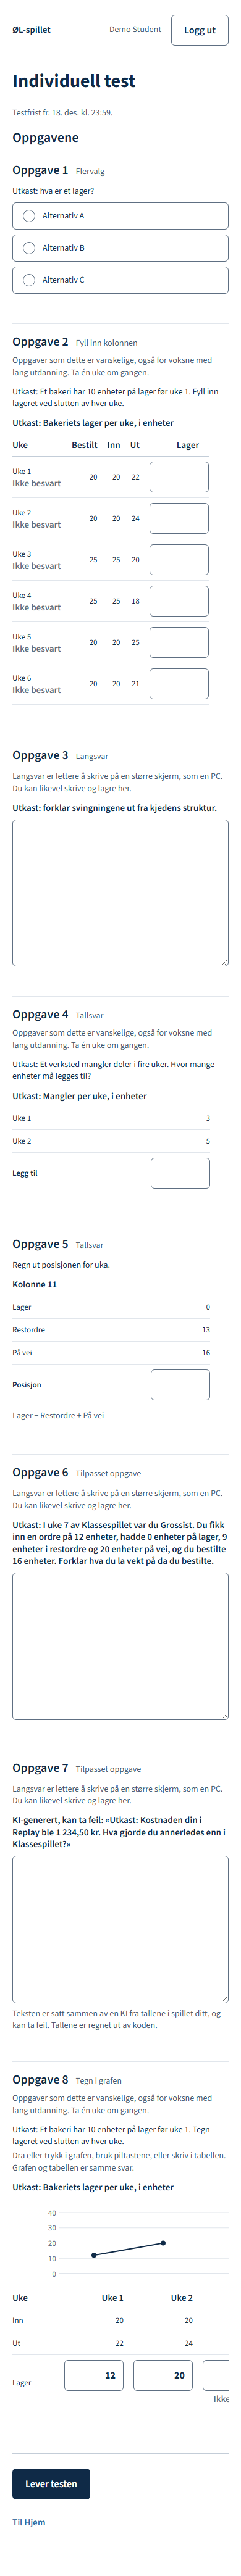 ØL-spillet Demo Student Logg ut
Individuell test
Testfrist fr. 18. des. kl. 23:59.
Oppgavene
Oppgave 1 Flervalg
Utkast: hva er et lager?
Alternativ A
Alternativ B
Alternativ C
Oppgave 2 Fyll inn kolonnen
Oppgaver som dette er vanskelige, også for voksne med
lang utdanning. Ta én uke om gangen.
Utkast: Et bakeri har 10 enheter på lager før uke 1. Fyll inn
lageret ved slutten av hver uke.
Utkast: Bakeriets lager per uke, i enheter
Uke Bestilt Inn Ut Lager
Uke 1
Ikke besvart 20 20 22
Uke 2
Ikke besvart 20 20 24
Uke 3
Ikke besvart 25 25 20
Uke 4
Ikke besvart 25 25 18
Uke 5
Ikke besvart 20 20 25
Uke 6
Ikke besvart 20 20 21
Oppgave 3 Langsvar
Langsvar er lettere å skrive på en større skjerm, som en PC.
Du kan likevel skrive og lagre her.
Utkast: forklar svingningene ut fra kjedens struktur.
Oppgave 4 Tallsvar
Oppgaver som dette er vanskelige, også for voksne med
lang utdanning. Ta én uke om gangen.
Utkast: Et verksted mangler deler i fire uker. Hvor mange
enheter må legges til?
Utkast: Mangler per uke, i enheter
Uke 1 3
Uke 2 5
Legg til
Oppgave 5 Tallsvar
Regn ut posisjonen for uka.
Kolonne 11
Lager 0
Restordre 13
På vei 16
Posisjon
Lager − Restordre + På vei
Oppgave 6 Tilpasset oppgave
Langsvar er lettere å skrive på en større skjerm, som en PC.
Du kan likevel skrive og lagre her.
Utkast: I uke 7 av Klassespillet var du Grossist. Du fikk
inn en ordre på 12 enheter, hadde 0 enheter på lager, 9
enheter i restordre og 20 enheter på vei, og du bestilte
16 enheter. Forklar hva du la vekt på da du bestilte.
Oppgave 7 Tilpasset oppgave
Langsvar er lettere å skrive på en større skjerm, som en PC.
Du kan likevel skrive og lagre her.
KI-generert, kan ta feil: «Utkast: Kostnaden din i
Replay ble 1 234,50 kr. Hva gjorde du annerledes enn i
Klassespillet?»
Teksten er satt sammen av en KI fra tallene i spillet ditt, og
kan ta feil. Tallene er regnet ut av koden.
Oppgave 8 Tegn i grafen
Oppgaver som dette er vanskelige, også for voksne med
lang utdanning. Ta én uke om gangen.
Utkast: Et bakeri har 10 enheter på lager før uke 1. Tegn
lageret ved slutten av hver uke.
Dra eller trykk i grafen, bruk piltastene, eller skriv i tabellen.
Grafen og tabellen er samme svar.
Utkast: Bakeriets lager per uke, i enheter
40
30
20
10
0
Uke Uke 1 Uke 2
Inn 20 20
Ut 22 24
Lager 12 20
Ikke
Lever testen
Til Hjem